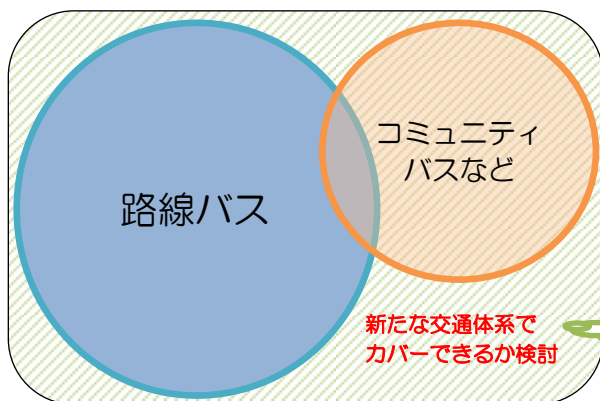 路線バス
コミュニティ
バスなど
新たな交通体系で
カバーできるか検討